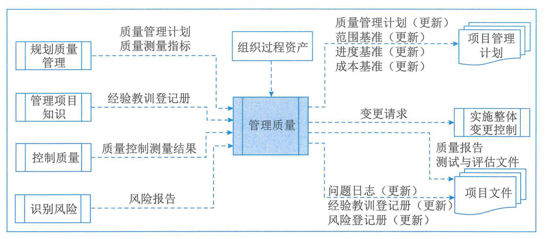 规划质量
管理
质量管理计划
质量测量指标
组织过程资产
质量管理计划（更新）
范围基准（更新）
进度基准（更新）
成本基准（更新）
项目管理
计划
管理项目
知识
经验教训登记册
管理质量
变更请求
实施整体
变更控制
控制质量
质量控制测量结果
质量报告
测试与评估文件
识别风险
风险报告
问题日志（更新）
经验教训登记册（更新）
风险登记册（更新）
项目文件